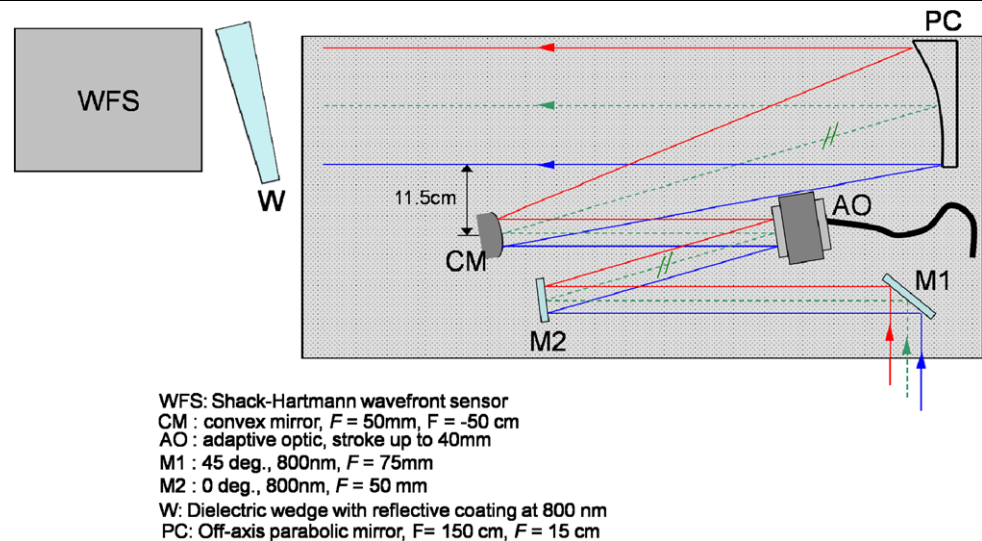 PC
WFS
W
11.5cm
AO
CM
M1
M2
WFS: Shack-Hartmann wavefront sensor
CM : convex mirror, F = 50mm, F = -50 cm
AO : adaptive optic, stroke up to 40mm
M1 : 45 deg., 800nm, F = 75mm
M2 : 0 deg., 800nm, F = 50 mm
W: Dielectric wedge with reflective coating at 800 nm
PC: Off-axis parabolic mirror, F= 150 cm, F = 15 cm